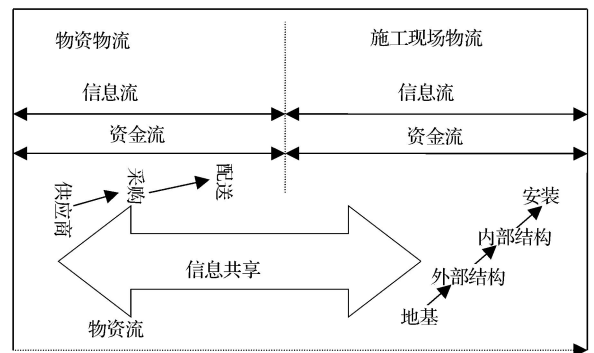 物资物流
施工现场物流
信息流
信息流
资金流
资金流
供应商
采购
配送
安装
内部结构
外部结构
地基
信息共享
物资流